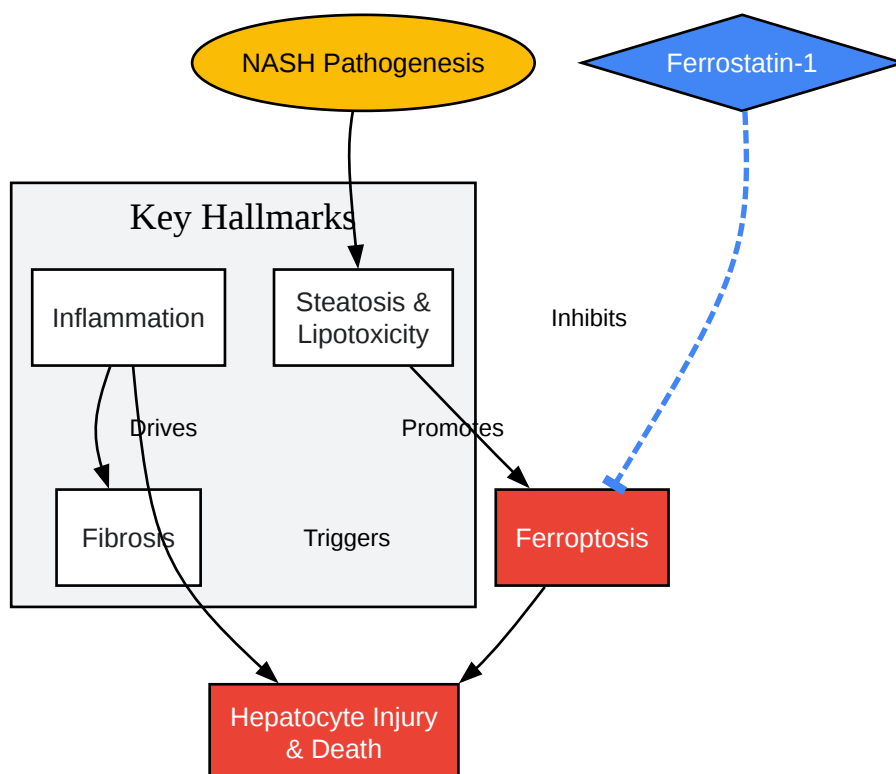 NASH Pathogenesis
Ferrostatin-1
Key Hallmarks
Inflammation
Steatosis &
Lipotoxicity
Inhibits
Drives
Promotes
Fibrosis
Triggers
Ferroptosis
Hepatocyte Injury
& Death